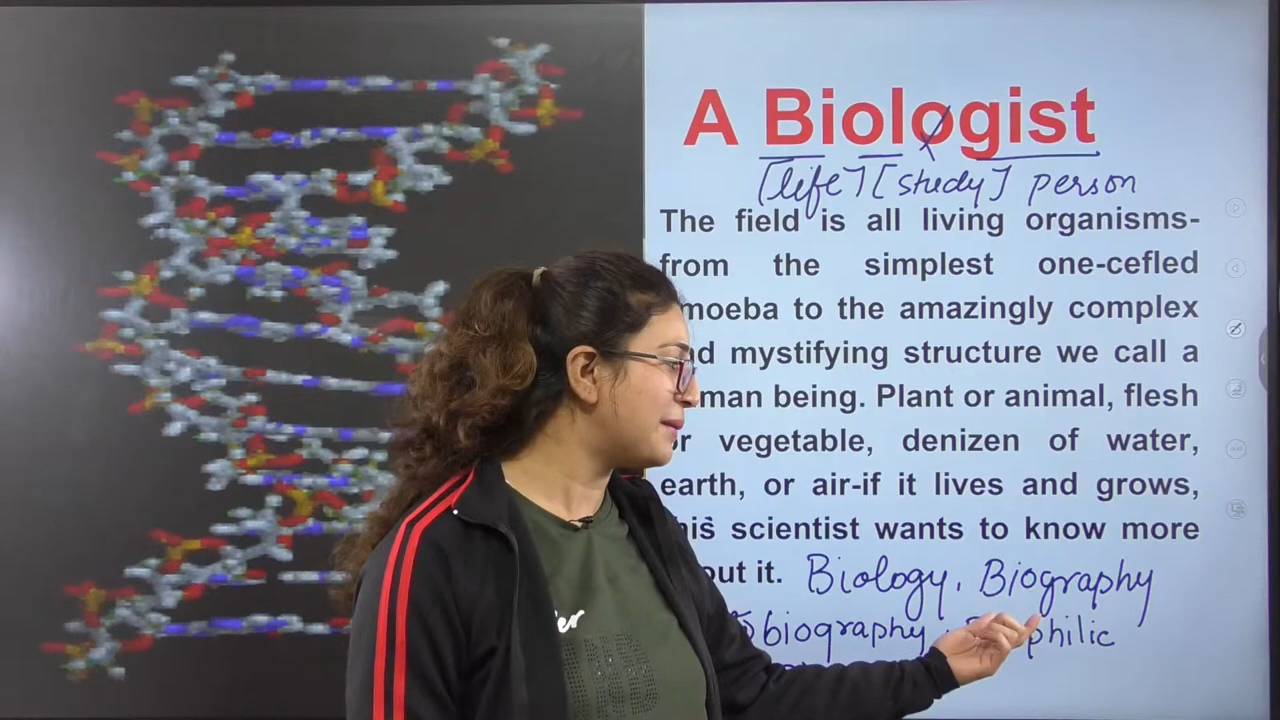 A Biologist
[life] [study] person
The field is all living organisms-
from the simplest one-cefled
moeba to the amazingly complex
d mystifying structure we call a
man being. Plant or animal, flesh
r vegetable, denizen of water,
earth, or air-if it lives and grows,
his scientist wants to know more
out it. Biology, Biography
biography, philic